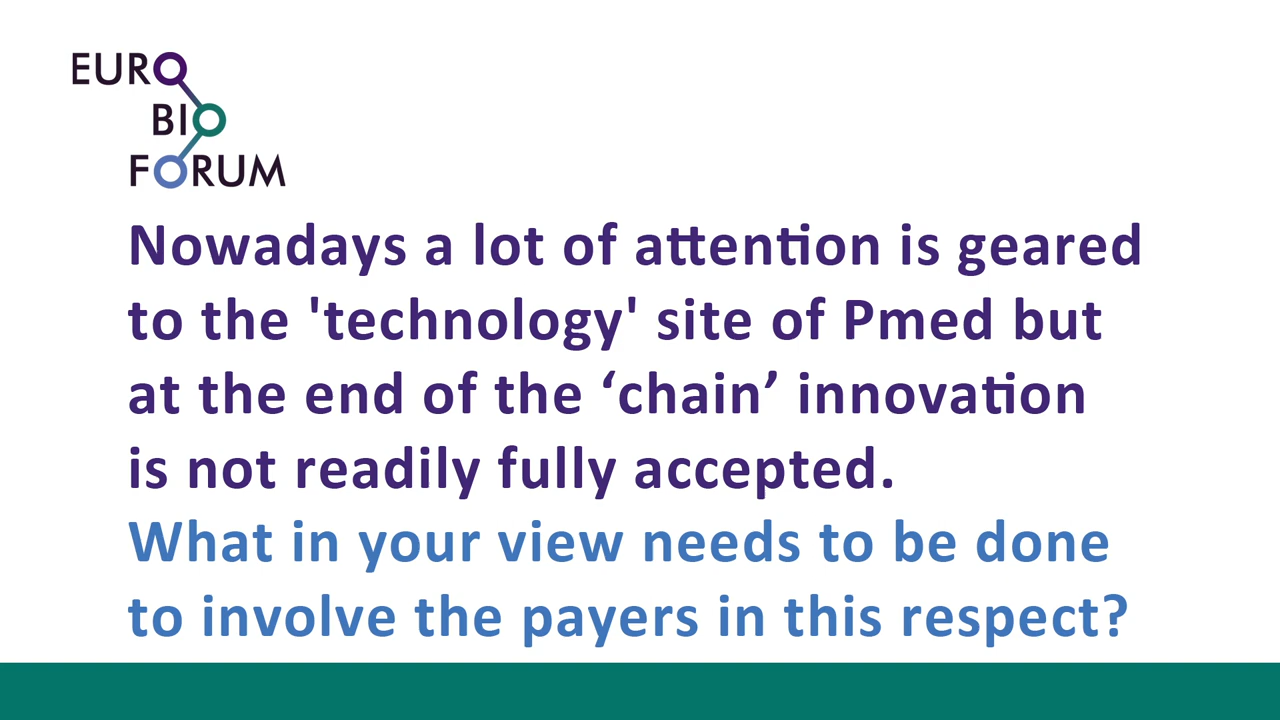 EURO
BIO
FORUM
Nowadays a lot of attention is geared
to the 'technology' site of Pmed but
at the end of the ‘chain’ innovation
is not readily fully accepted.
What in your view needs to be done
to involve the payers in this respect?